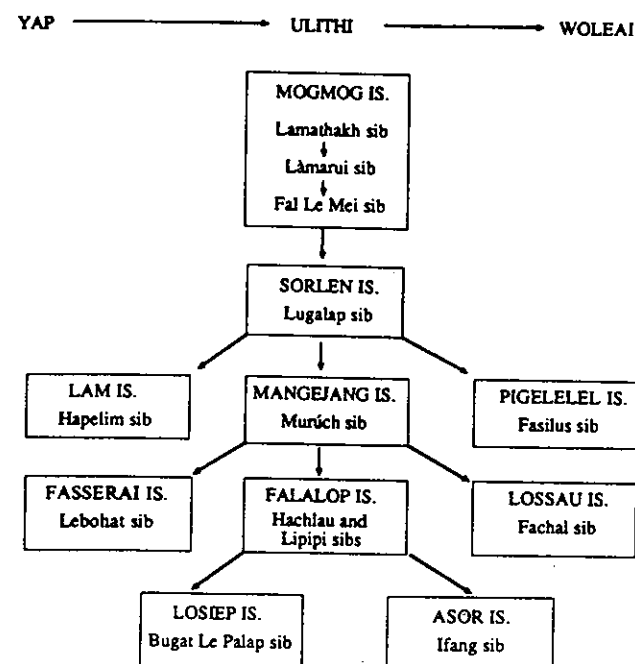 YAP ULITHI WOLEAI
MOGMOG IS.
Lamathakh sib
Làmarui sib
Fal Le Mei sib
SORLEN IS.
Lugalap sib
LAM IS.
Hapelim sib
MANGEJANG IS.
Murúch sib
PIGELELEL IS.
Fasilus sib
FASSERAI IS.
Lebohat sib
FALALOP IS.
Hachlau and
Lipipi sibs
LOSSAU IS.
Fachal sib
LOSIEP IS.
Bugat Le Palap sib
ASOR IS.
Ifang sib